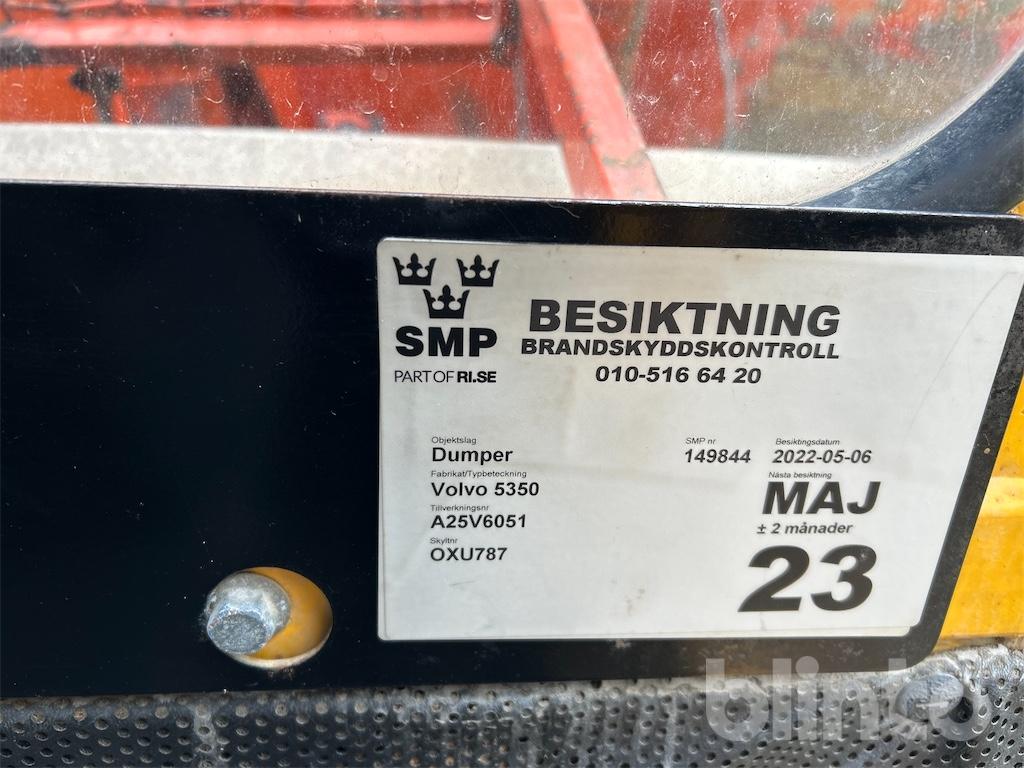 SMP
PART OF RI.SE
BESIKTNING
BRANDSKYDDSKONTROLL
010-516 64 20
Objektslag
Dumper
Fabrikat/Typbeteckning
Volvo 5350
Tillverkningsnr
A25V6051
Skyltnr
OXU787
SMP nr
149844
Besiktingsdatum
2022-05-06
Nästa besiktning
MAJ
± 2 månader
23
blinto